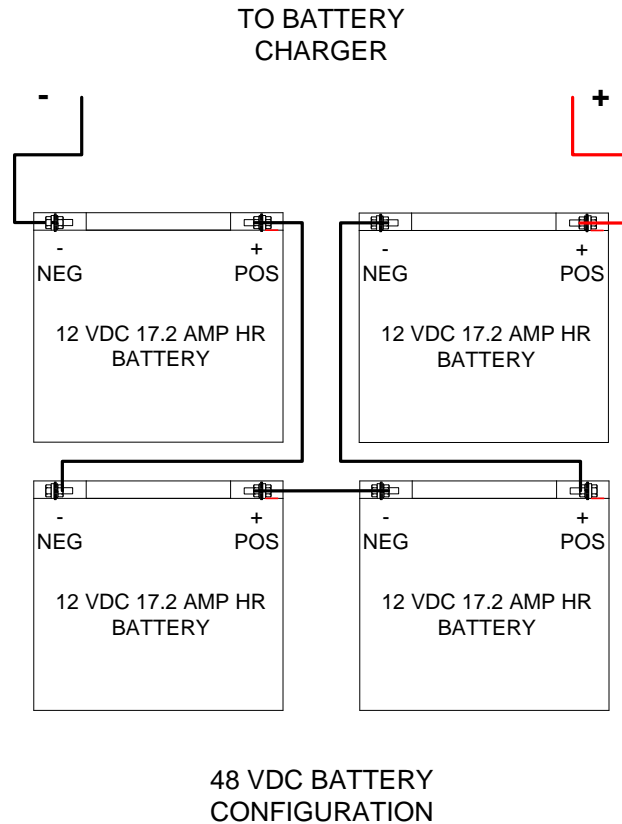 TO BATTERY
CHARGER
- +
- + - +
NEG POS NEG POS
12 VDC 17.2 AMP HR
BATTERY
12 VDC 17.2 AMP HR
BATTERY
- + - +
NEG POS NEG POS
12 VDC 17.2 AMP HR
BATTERY
12 VDC 17.2 AMP HR
BATTERY
48 VDC BATTERY
CONFIGURATION